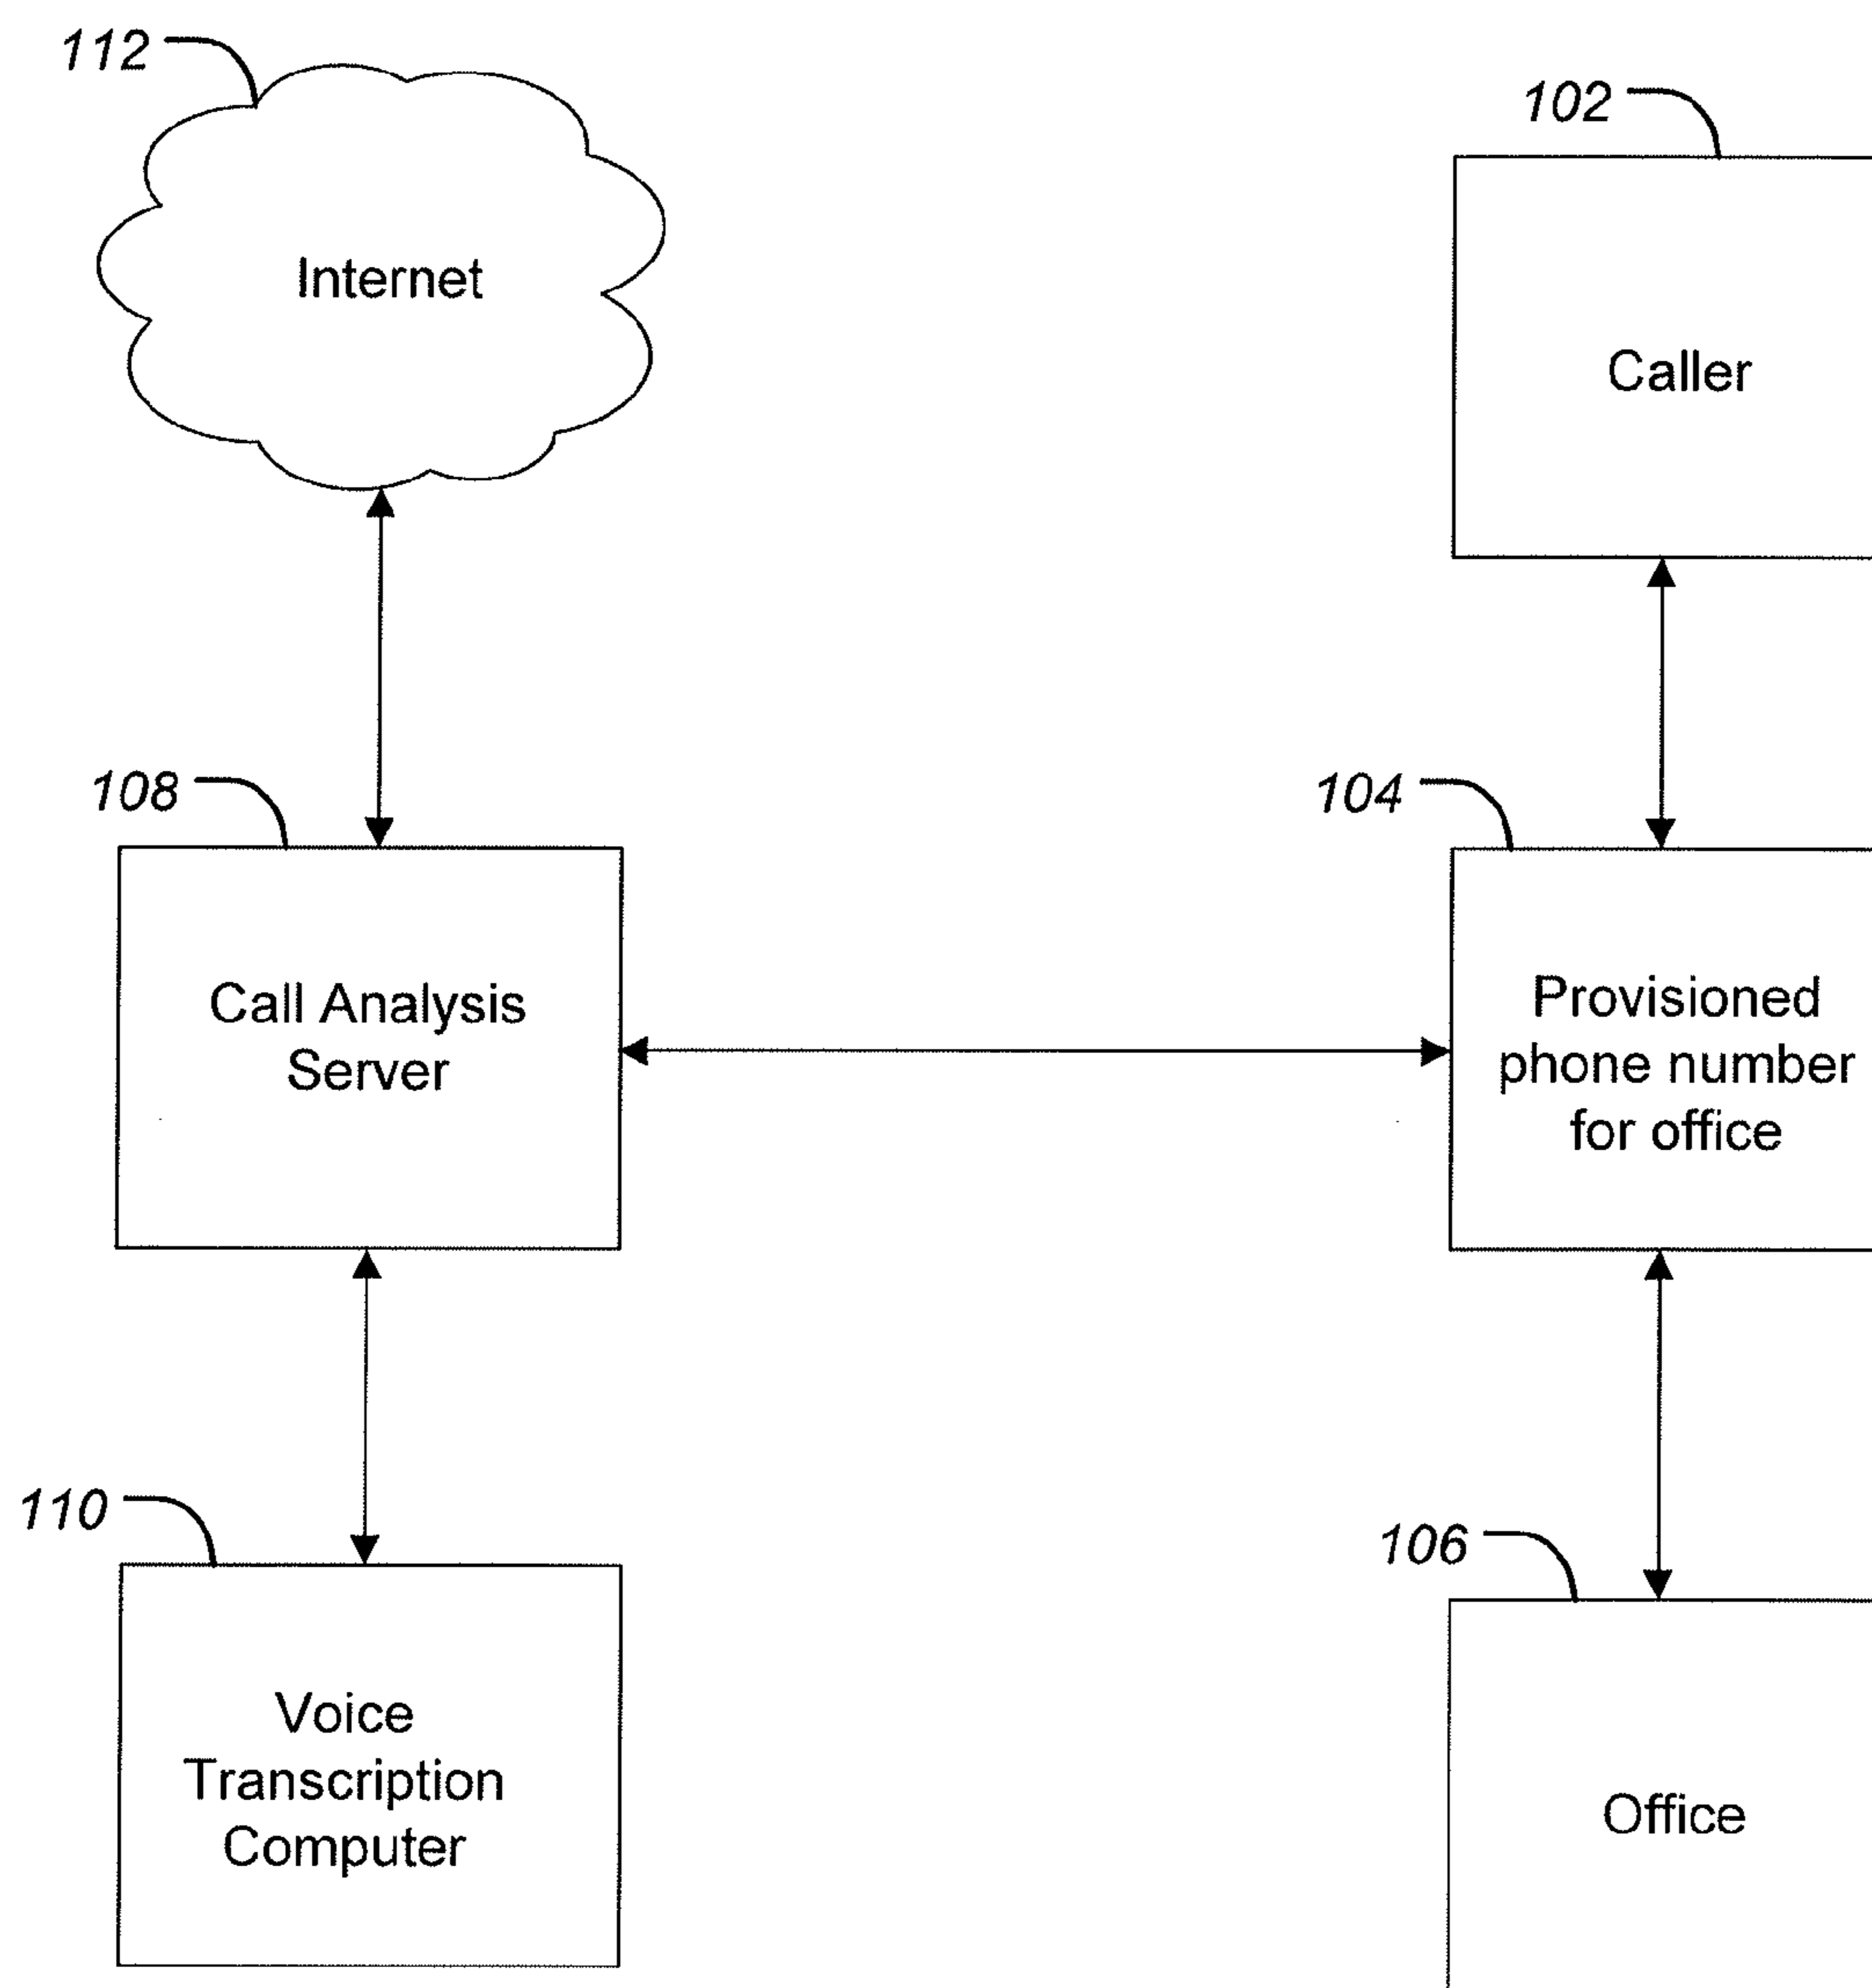 112
Internet
102
Caller
108
Call Analysis
Server
104
Provisioned
phone number
for office
110
Voice
Transcription
Computer
106
Office